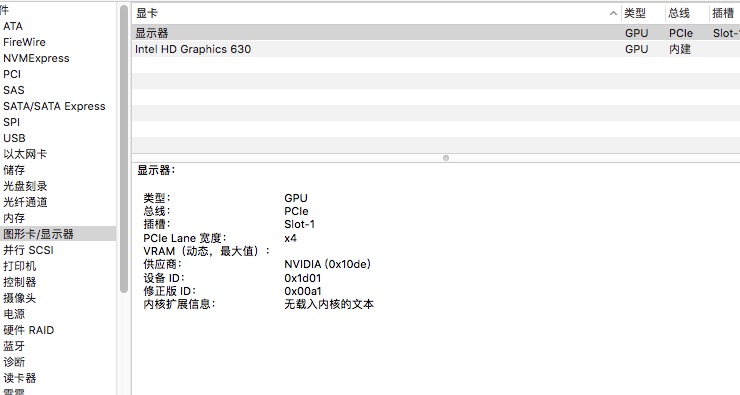 件
ATA
FireWire
NVMExpress
PCI
SAS
SATA/SATA Express
SPI
USB
以太网卡
储存
光盘刻录
光纤通道
内存
图形卡/显示器
并行 SCSI
打印机
控制器
摄像头
电源
硬件 RAID
蓝牙
诊断
读卡器
显卡 类型 总线 插槽
显示器 GPU PCIe Slot-1
Intel HD Graphics 630 GPU 内建
显示器：
类型： GPU
总线： PCIe
插槽： Slot-1
PCIe Lane 宽度： x4
VRAM（动态，最大值）：
供应商： NVIDIA (0x10de)
设备 ID： 0x1d01
修正版 ID： 0x00a1
内核扩展信息： 无载入内核的文本